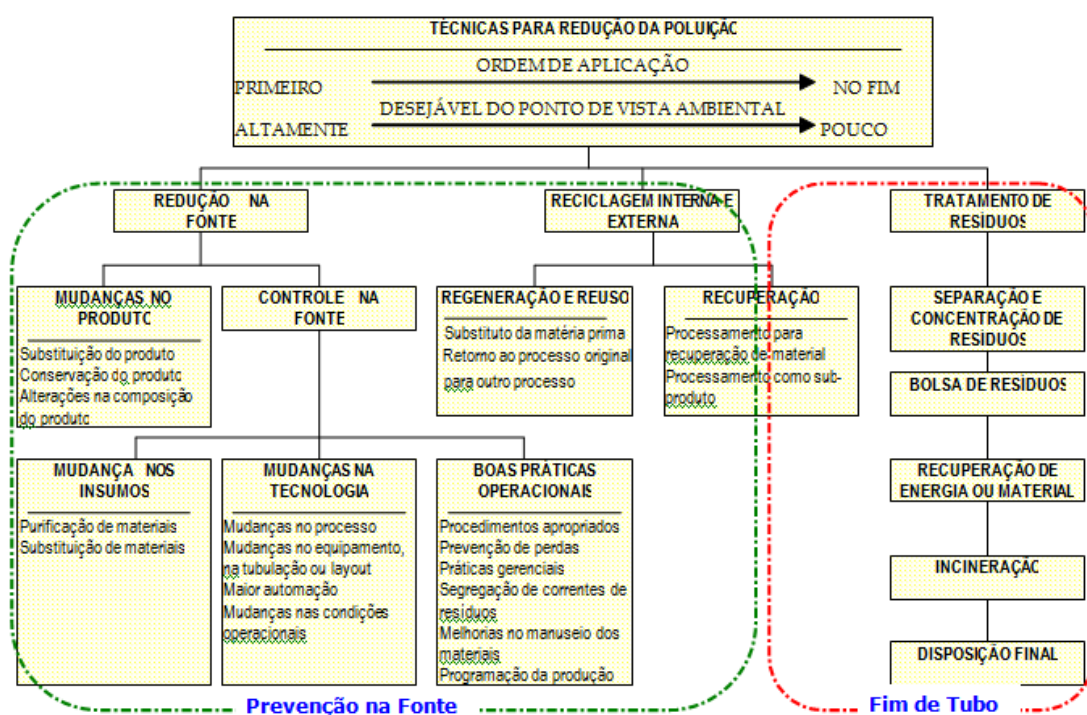 TÉCNICAS PARA REDUÇÃO DA POLUIÇÃO
ORDEM DE APLICAÇÃO
PRIMEIRO
NO FIM
DESEJÁVEL DO PONTO DE VISTA AMBIENTAL
ALTAMENTE
POUCO
REDUÇÃO NA
FONTE
RECICLAGEM INTERNA E
EXTERNA
TRATAMENTO DE
RESÍDUOS
MUDANÇAS NO
PRODUTO
Substituição do produto
Conservação do produto
Alterações na composição
do produto
CONTROLE NA
FONTE
REGENERAÇÃO E REUSO
Substituto da matéria prima
Retorno ao processo original
para outro processo
RECUPERAÇÃO
Processamento para
recuperação de material
Processamento como sub-
produto
SEPARAÇÃO E
CONCENTRAÇÃO DE
RESÍDUOS
BOLSA DE RESÍDUOS
MUDANÇA NOS
INSUMOS
Purificação de materiais
Substituição de materiais
MUDANÇAS NA
TECNOLOGIA
Mudanças no processo
Mudanças no equipamento,
na tubulação ou layout
Maior automação
Mudanças nas condições
operacionais
BOAS PRÁTICAS
OPERACIONAIS
Procedimentos apropriados
Prevenção de perdas
Práticas gerenciais
Segregação de correntes de
resíduos
Melhorias no manuseio dos
materiais
Programação da produção
RECUPERAÇÃO DE
ENERGIA OU MATERIAL
INCINERAÇÃO
DISPOSIÇÃO FINAL
Prevenção na Fonte
Fim de Tubo